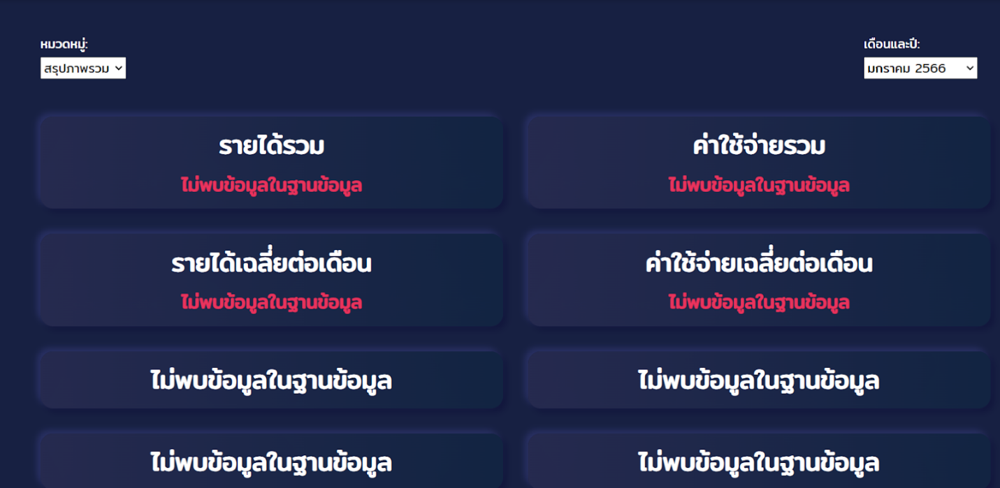 หมวดหมู่:
เดือนและปี:
สรุปภาพรวม
มกราคม 2566
รายได้รวม
ค่าใช้จ่ายรวม
ไม่พบข้อมูลในฐานข้อมูล
ไม่พบข้อมูลในฐานข้อมูล
รายได้เฉลี่ยต่อเดือน
ค่าใช้จ่ายเฉลี่ยต่อเดือน
ไม่พบข้อมูลในฐานข้อมูล
ไม่พบข้อมูลในฐานข้อมูล
ไม่พบข้อมูลในฐานข้อมูล
ไม่พบข้อมูลในฐานข้อมูล
ไม่พบข้อมูลในฐานข้อมูล
ไม่พบข้อมูลในฐานข้อมูล